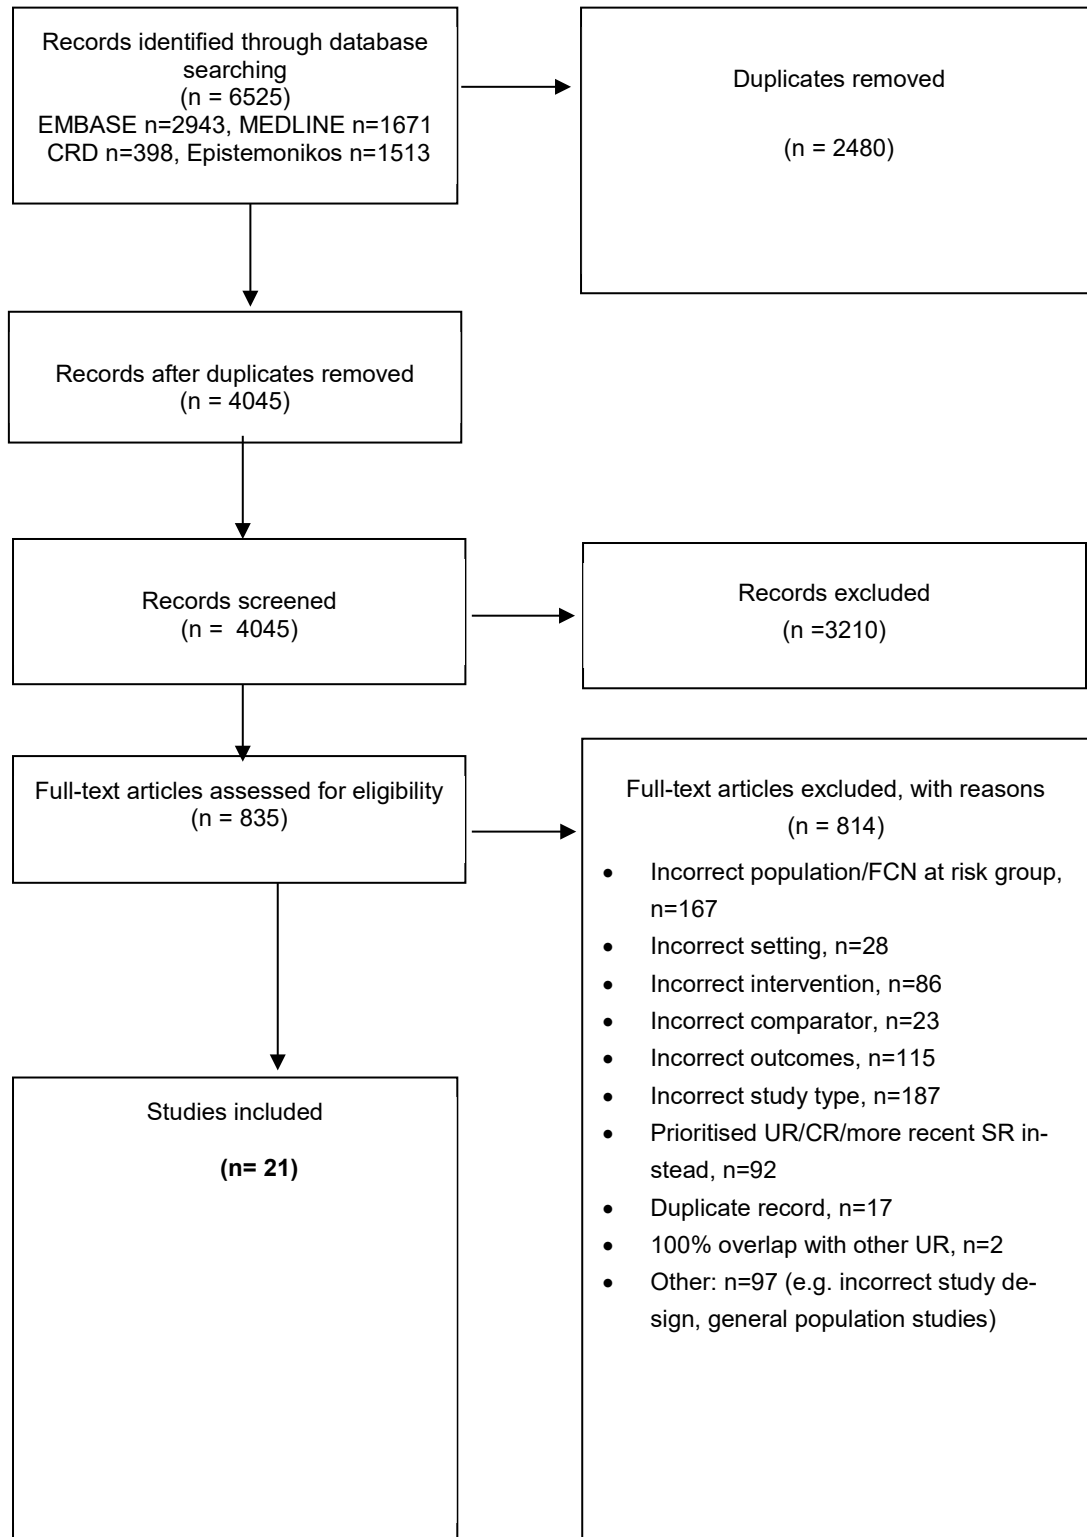 Records identified through database
searching
(n = 6525)
EMBASE n=2943, MEDLINE n=1671
CRD n=398, Epistemonikos n=1513
Duplicates removed
(n = 2480)
Records after duplicates removed
(n = 4045)
Records screened
(n =  4045)
Records excluded
(n =3210)
Full-text articles assessed for eligibility
(n = 835)
Full-text articles excluded, with reasons
(n = 814)
• Incorrect population/FCN at risk group,
n=167
• Incorrect setting, n=28
• Incorrect intervention, n=86
• Incorrect comparator, n=23
• Incorrect outcomes, n=115
• Incorrect study type, n=187
• Prioritised UR/CR/more recent SR in-
stead, n=92
• Duplicate record, n=17
• 100% overlap with other UR, n=2
• Other: n=97 (e.g. incorrect study de-
sign, general population studies)
Studies included
(n= 21)